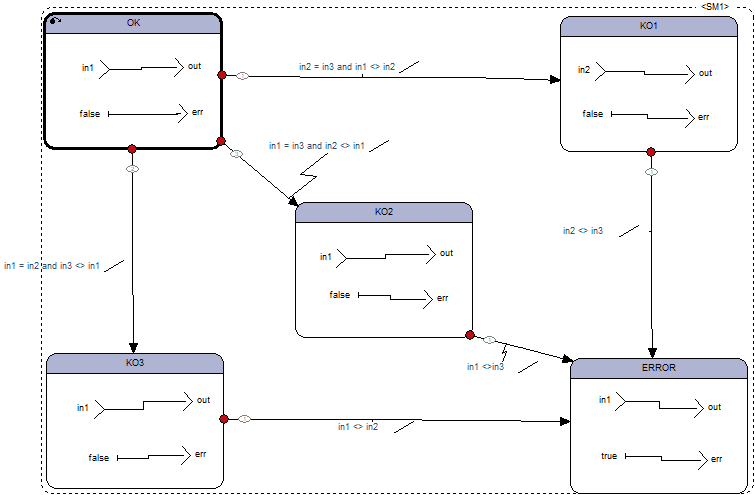 <SM1>
OK
in1 out
false err
KO1
in2 out
false err
in2 = in3 and in1 <> in2
in1 = in3 and in2 <> in1
KO2
in1 out
false err
in2 <> in3
in1 = in2 and in3 <> in1
KO3
in1 out
false err
in1 <>in3
in1 <> in2
ERROR
in1 out
true err